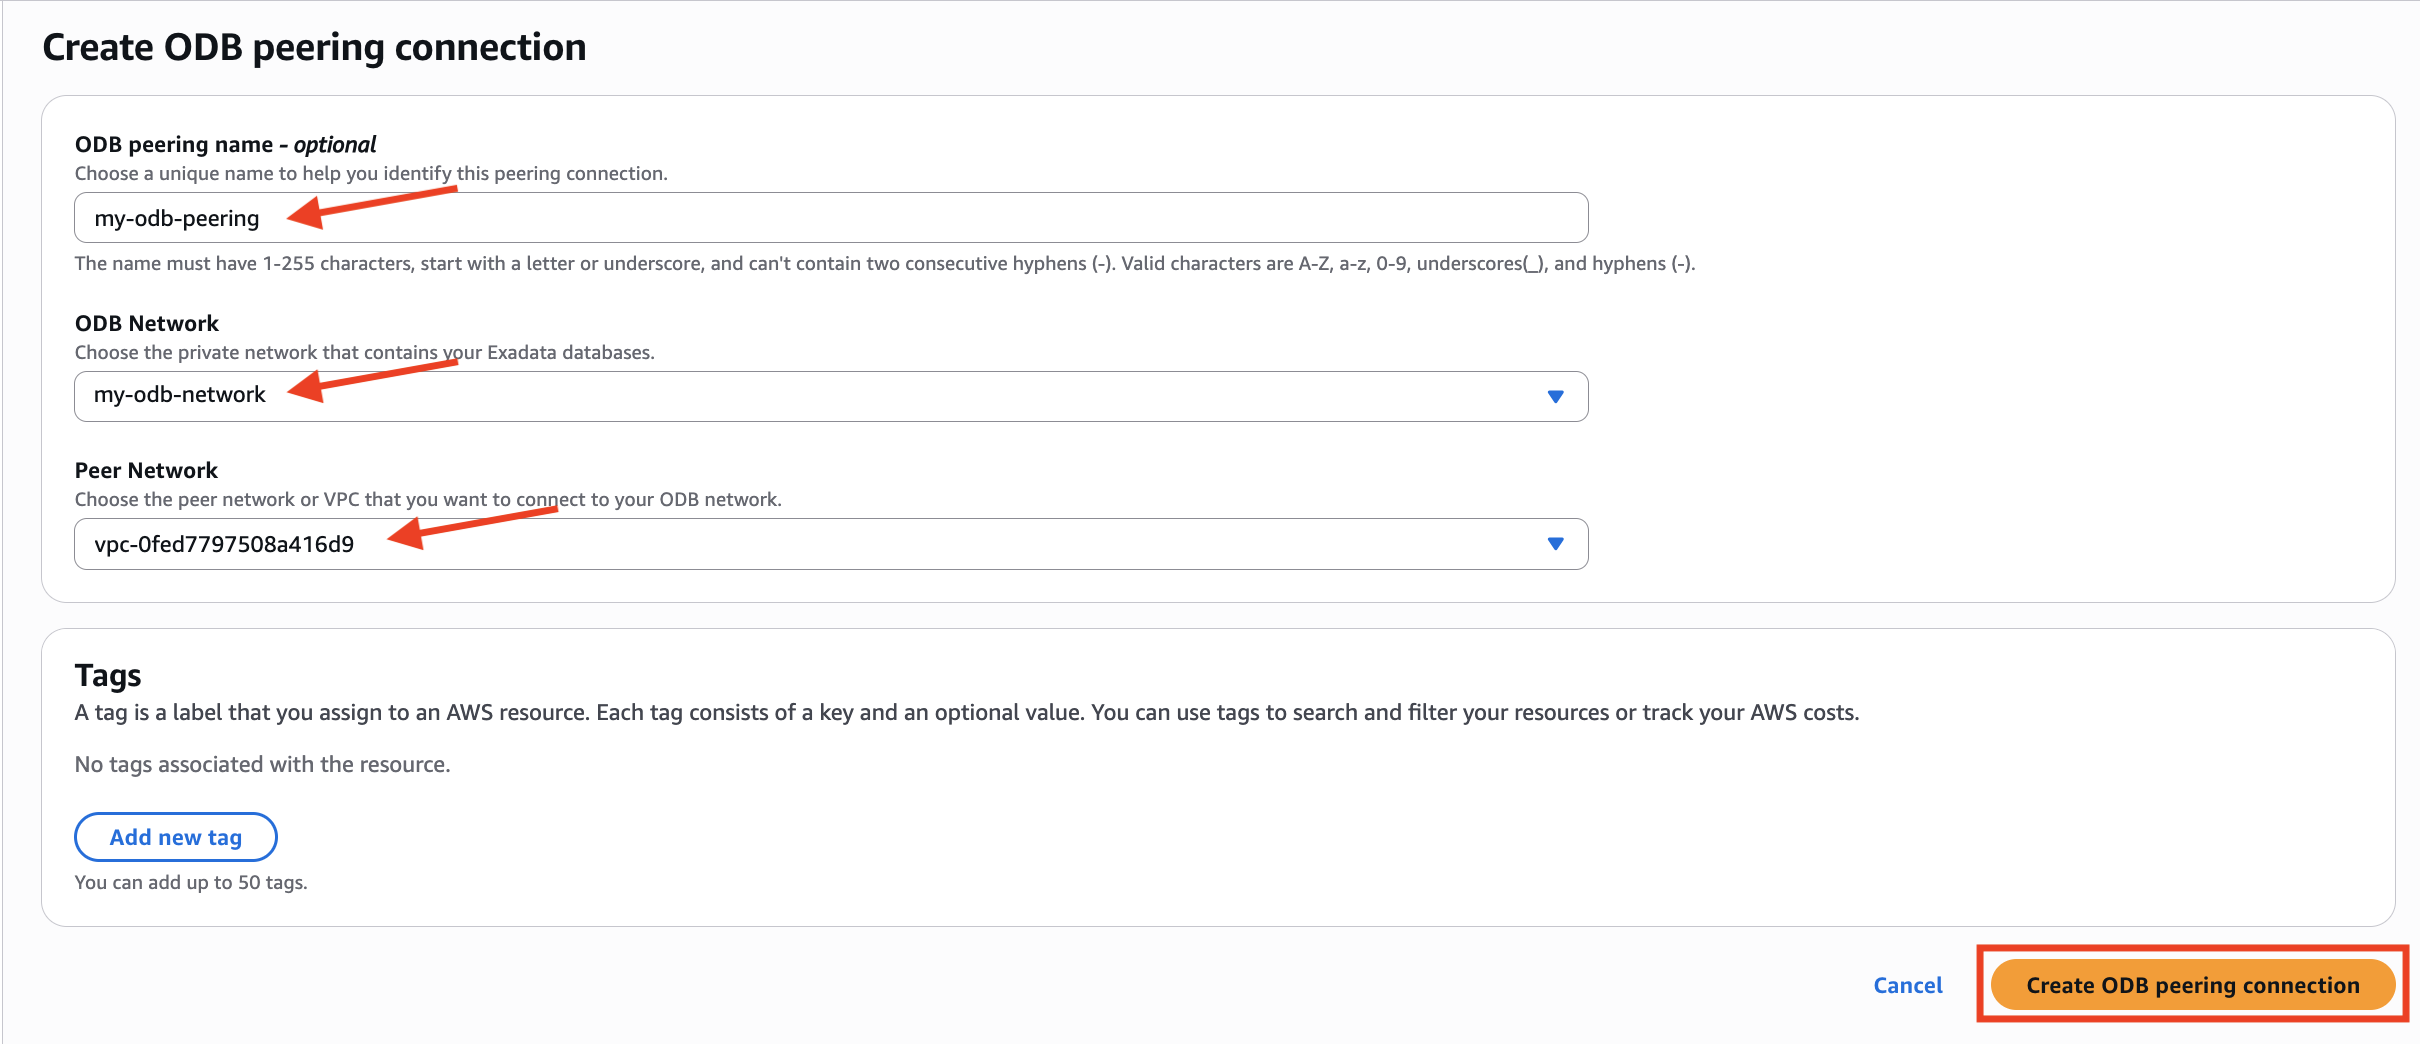 Create ODB peering connection
ODB peering name - optional
Choose a unique name to help you identify this peering connection.
my-odb-peering
The name must have 1-255 characters, start with a letter or underscore, and can't contain two consecutive hyphens (-). Valid characters are A-Z, a-z, 0-9, underscores(_), and hyphens (-).
ODB Network
Choose the private network that contains your Exadata databases.
my-odb-network
Peer Network
Choose the peer network or VPC that you want to connect to your ODB network.
vpc-0fed7797508a416d9
Tags
A tag is a label that you assign to an AWS resource. Each tag consists of a key and an optional value. You can use tags to search and filter your resources or track your AWS costs.
No tags associated with the resource.
Add new tag
You can add up to 50 tags.
Cancel
Create ODB peering connection